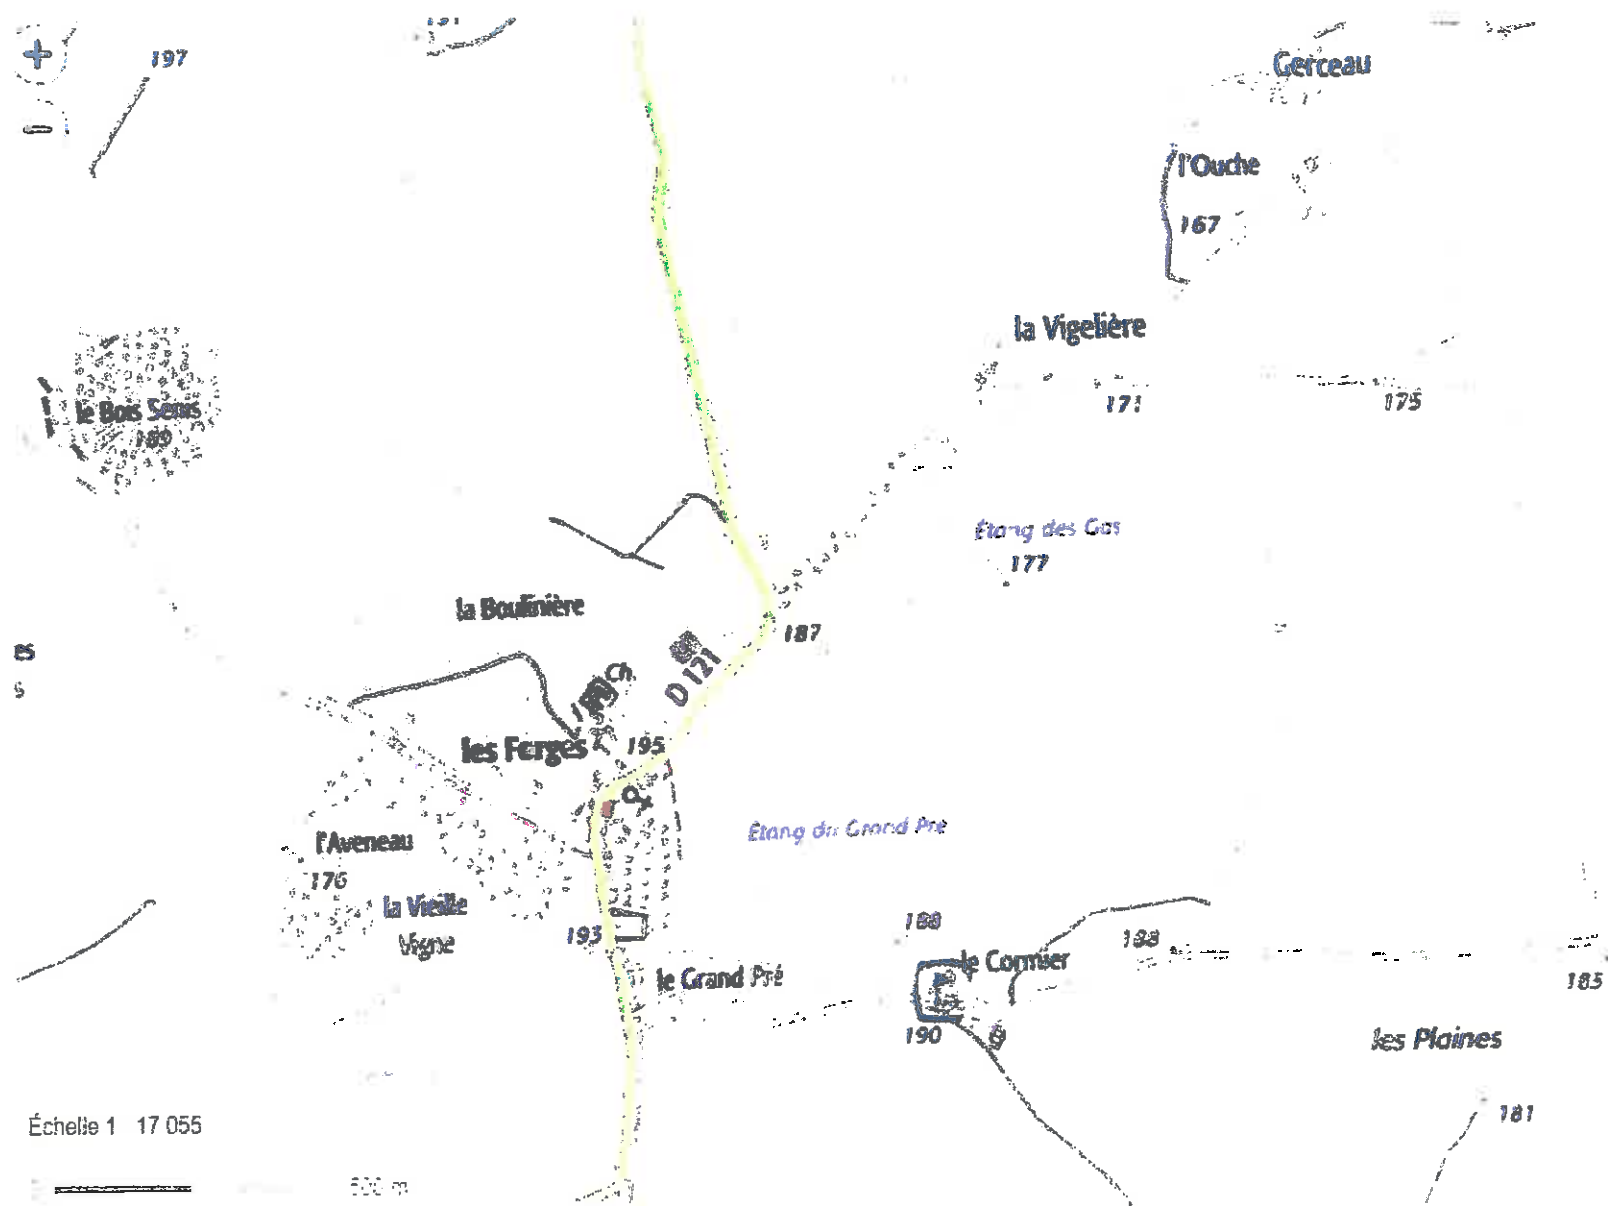 197
Gerceau
l'Ouche
167
la Vigelière
171
175
le Bois Senis
189
Étang des Gas
177
la Boulinière
187
es
s
Ch.
D 121
les Forges
195
Étang du Grand Pré
l'Aveneau
176
la Vieille
Vigne
193
188
188
le Cormier
le Grand Pré
185
190
les Plaines
181
Échelle 1 17 055
500 m